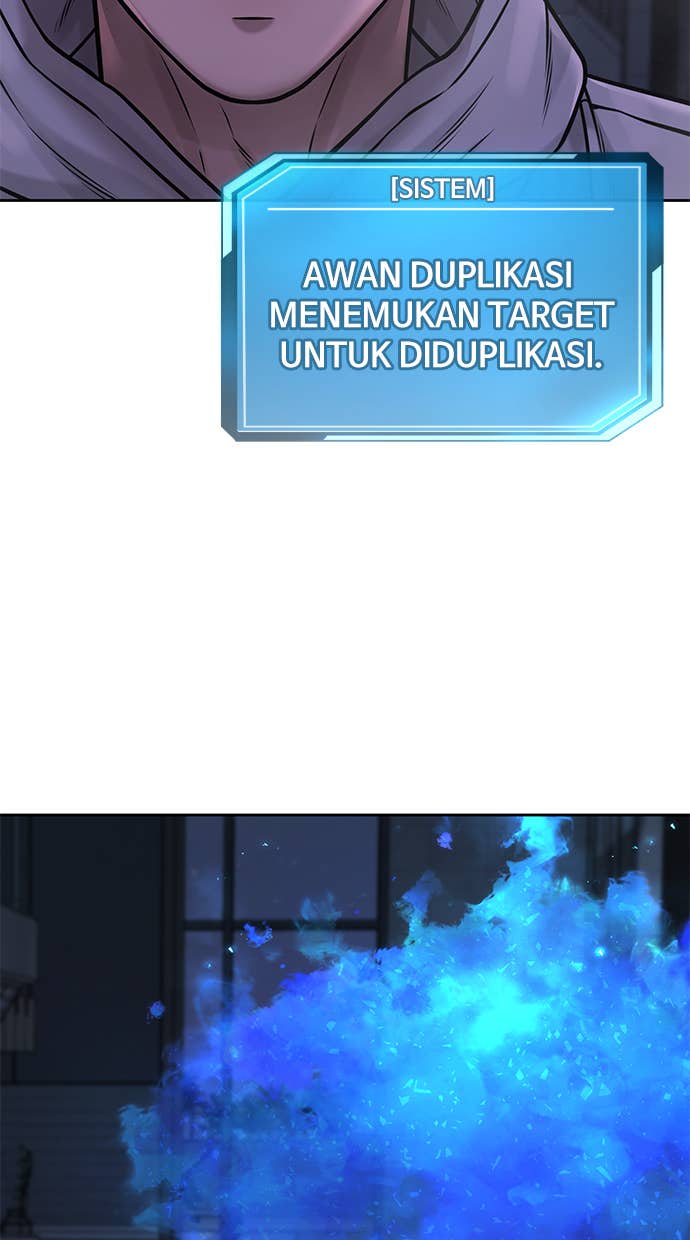 [SISTEM]
AWAN DUPLIKASI
MENEMUKAN TARGET
UNTUK DIDUPLIKASI.